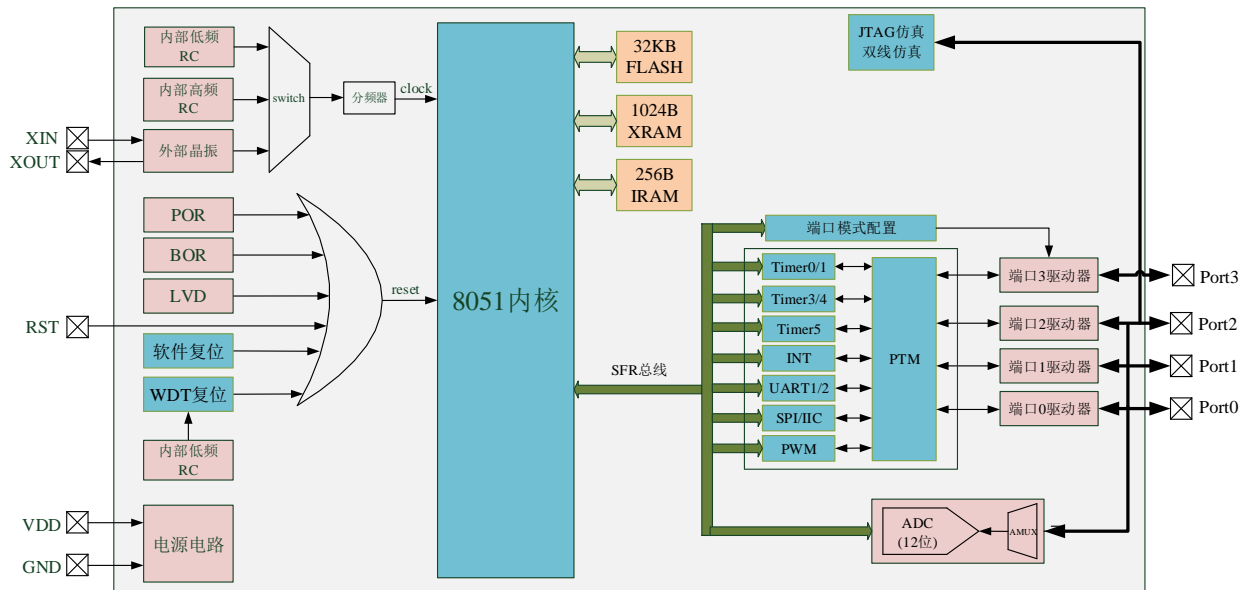 内部低频
RC
内部高频
RC
外部晶振
XIN
XOUT
switch
分频器
clock
POR
BOR
LVD
RST
软件复位
WDT复位
内部低频
RC
reset
VDD
GND
电源电路
8051内核
32KB
FLASH
1024B
XRAM
256B
IRAM
JTAG仿真
双线仿真
SFR总线
端口模式配置
Timer0/1
Timer3/4
Timer5
INT
UART1/2
SPI/IIC
PWM
PTM
端口3驱动器
端口2驱动器
端口1驱动器
端口0驱动器
Port3
Port2
Port1
Port0
ADC
(12位)
AMUX